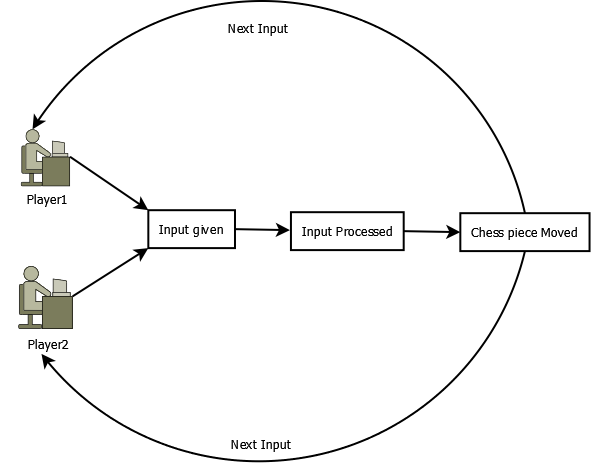 Next Input
Player1
Input given
Input Processed
Chess piece Moved
Player2
Next Input